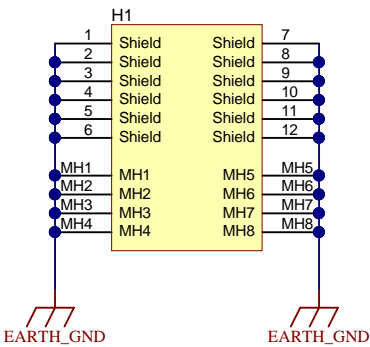 H1
1 Shield Shield 7
2 Shield Shield 8
3 Shield Shield 9
4 Shield Shield 10
5 Shield Shield 11
6 Shield Shield 12
MH1 MH1 MH5 MH5
MH2 MH2 MH6 MH6
MH3 MH3 MH7 MH7
MH4 MH4 MH8 MH8
EARTH_GND EARTH_GND